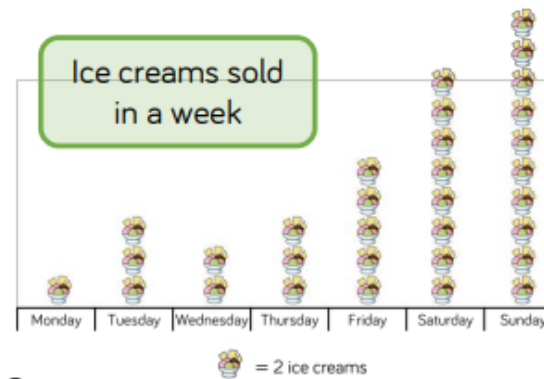 Ice creams sold
in a week
Monday Tuesday Wednesday Thursday Friday Saturday Sunday
= 2 ice creams